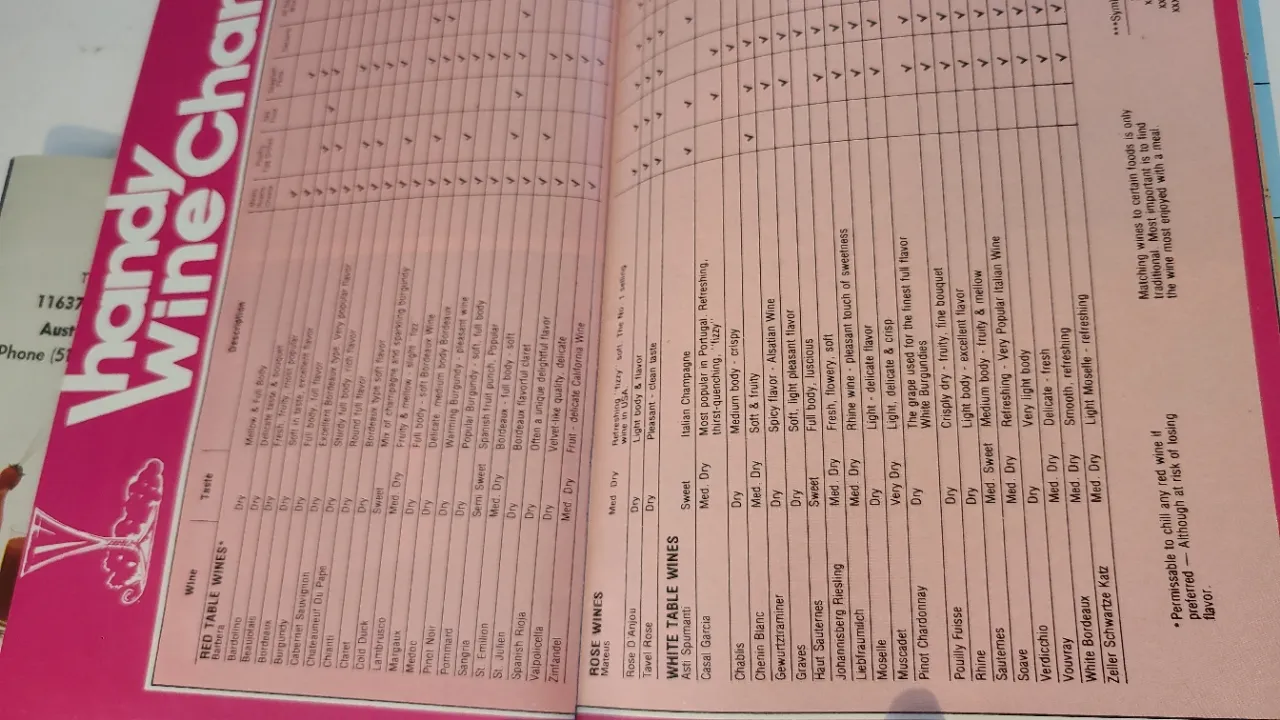 handy
wine Char
11637
Aust
Phone (51
Wine Taste Description
RED TABLE WINES*
Barbera Dry Mellow & Full Body
Bardolino Dry Delicate taste & bouquet
Beaujolais Dry Fresh, fruity, most popular
Bordeaux Dry Soft in taste, excellent flavor
Burgundy Dry Full body, full flavor
Cabernet Sauvignon Dry Excellent Bordeaux type. Very popular flavor
Chateauneuf Du Pape Dry Sturdy full body, rich flavor
Chianti Dry Round full flavor
Claret Dry Bordeaux type soft flavor
Cold Duck Sweet Mix of champagne and sparkling burgundy
Lambrusco Med. Dry Fruity & mellow - slight fizz
Margaux Dry Full body - soft Bordeaux Wine
Medoc Dry Delicate medium body Bordeaux
Pinot Noir Dry Warming Burgundy - pleasant wine
Pommard Dry Popular Burgundy - soft, full body
Sangria Semi Sweet Spanish fruit punch, Popular
St. Emilion Med. Dry Bordeaux - full body - soft
St. Julien Dry Bordeaux flavorful claret
Spanish Rioja Dry Often a unique delightful flavor
Valpolicella Dry Velvet-like quality, delicate
Zinfandel Med. Dry Fruit - delicate California Wine
ROSE WINES
Mateus Med. Dry Refreshing, "fizzy" soft. The No. 1 selling
wine in USA.
Rose D'Anjou Dry Light body & flavor
Tavel Rose Dry Pleasant - clean taste
WHITE TABLE WINES
Asti Spumanti Sweet Italian Champagne
Casal Garcia Med. Dry Most popular in Portugal. Refreshing,
thirst-quenching, "fizzy."
Chablis Dry Medium body - crispy
Chenin Blanc Med. Dry Soft & fruity
Gewurtztraminer Dry Spicy flavor - Alsatian Wine
Graves Dry Soft, light pleasant flavor
Haut Sauternes Sweet Full body, luscious
Johannisberg Riesling Med. Dry Fresh, flowery, soft
Liebfraumilch Med. Dry Rhine wine - pleasant touch of sweetness
Moselle Dry Light - delicate flavor
Muscadet Very Dry Light, delicate & crisp
Pinot Chardonnay Dry The grape used for the finest full flavor
White Burgundies
Pouilly Fuisse Dry Crisply dry - fruity, fine bouquet
Rhine Dry Light body - excellent flavor
Sauternes Med. Sweet Medium body - fruity & mellow
Soave Med. Dry Refreshing - Very Popular Italian Wine
Verdicchio Dry Very light body
Vouvray Med. Dry Delicate - fresh
White Bordeaux Med. Dry Smooth, refreshing
Zeller Schwartze Katz Med. Dry Light Moselle - refreshing
*Permissable to chill any red wine if
preferred — Although at risk of losing
flavor.
Matching wines to certain foods is only
traditional. Most important is to find
the wine most enjoyed with a meal.
***Sym